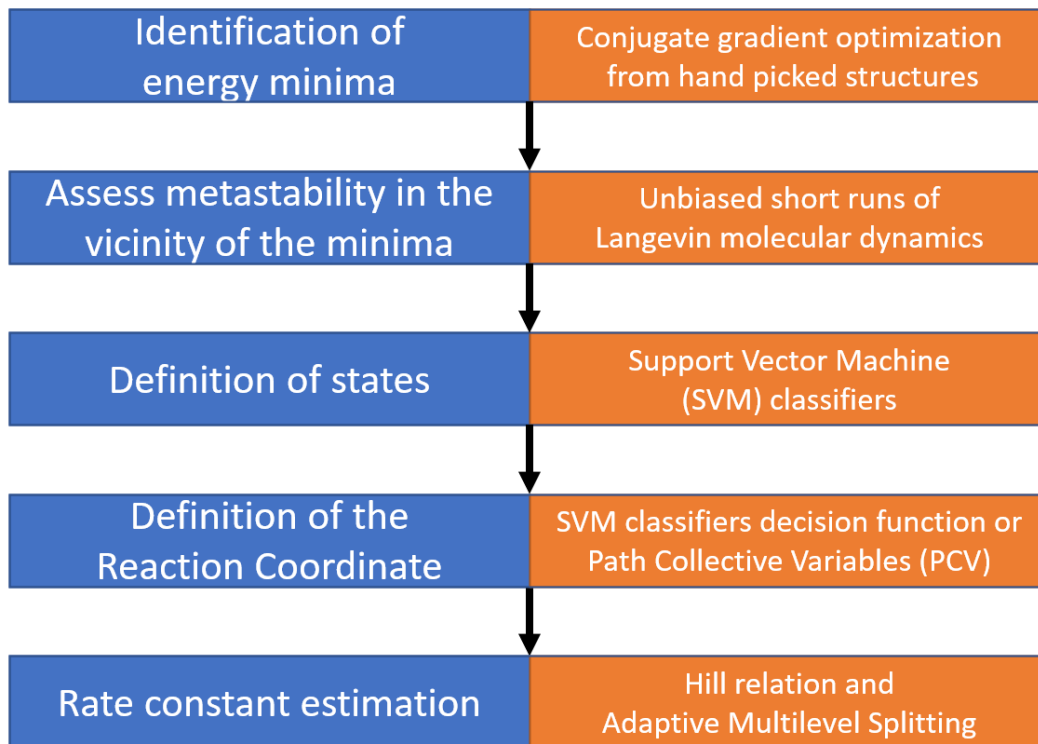 Identification of
energy minima
Conjugate gradient optimization
from hand picked structures
Assess metastability in the
vicinity of the minima
Unbiased short runs of
Langevin molecular dynamics
Definition of states
Support Vector Machine
(SVM) classifiers
Definition of the
Reaction Coordinate
SVM classifiers decision function or
Path Collective Variables (PCV)
Rate constant estimation
Hill relation and
Adaptive Multilevel Splitting